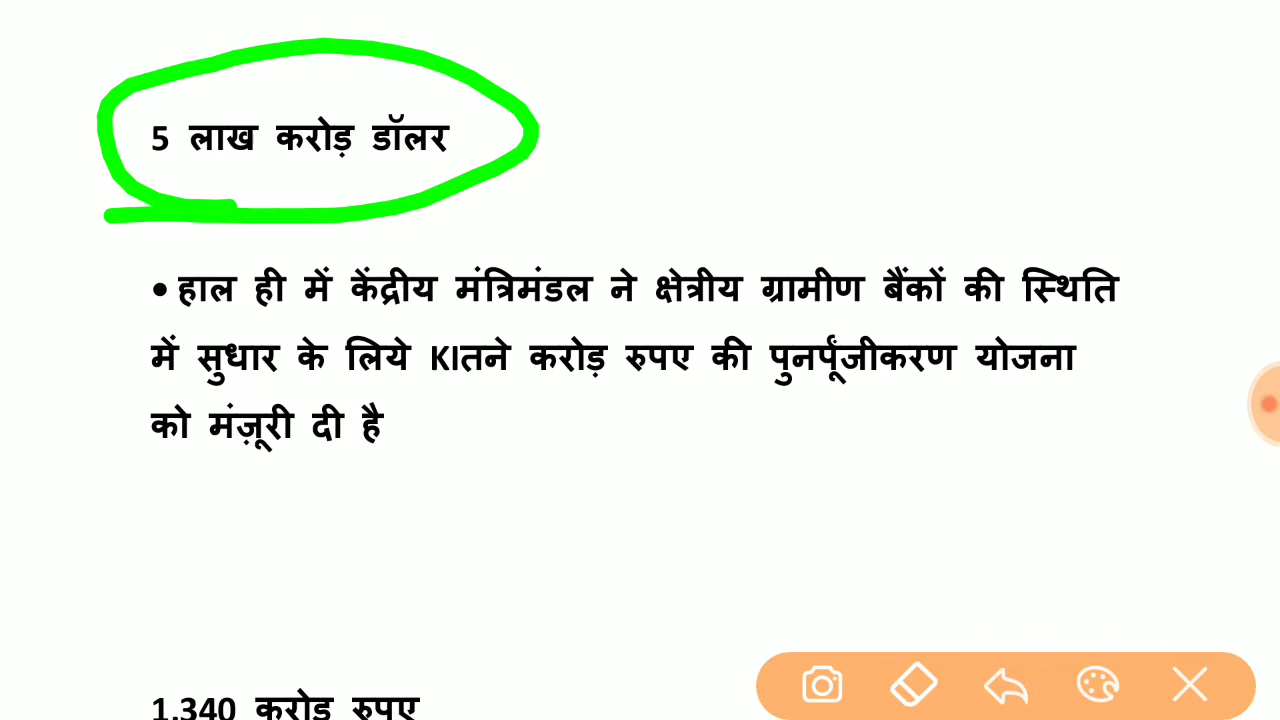 5 लाख करोड़ डॉलर
• हाल ही में केंद्रीय मंत्रिमंडल ने क्षेत्रीय ग्रामीण बैंकों की स्थिति
में सुधार के लिये KIतने करोड़ रुपए की पुनर्पूंजीकरण योजना
को मंज़ूरी दी है
1,340 करोड़ रुपए